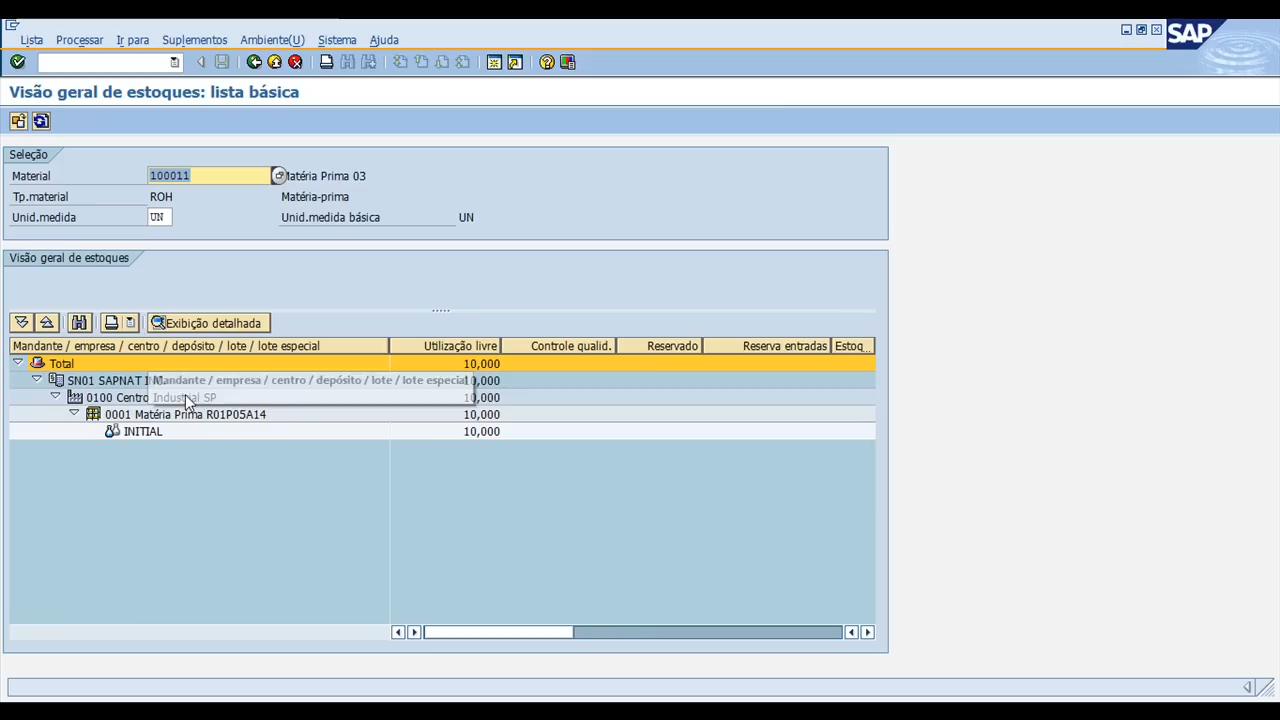 Lista Processar Ir para Suplementos Ambiente(U) Sistema Ajuda
SAP
Visão geral de estoques: lista básica
Seleção
Material 100011 Matéria Prima 03
Tp.material ROH Matéria-prima
Unid.medida UN Unid.medida básica UN
Visão geral de estoques
Exibição detalhada
Mandante / empresa / centro / depósito / lote / lote especial Utilização livre Controle qualid. Reservado Reserva entradas Estoq...
Total 10,000
SN01 SAPNAT Mandante / empresa / centro / depósito / lote / lote especial 0,000
0100 Centro Industrial SP 10,000
0001 Matéria Prima R01P05A14 10,000
INITIAL 10,000